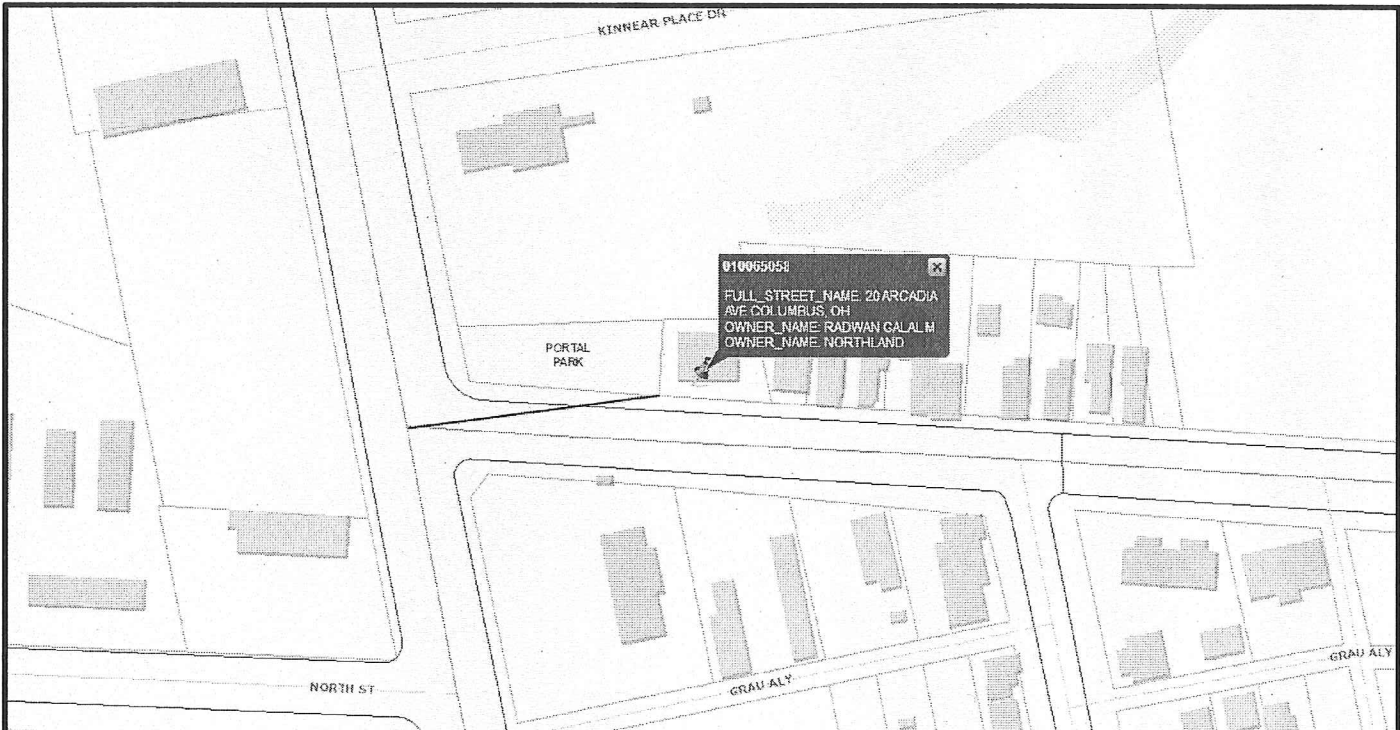 KINNEAR PLACE DR
010065058
FULL_STREET_NAME: 20 ARCADIA
AVE COLUMBUS, OH
OWNER_NAME: RADWAN GALAL M
OWNER_NAME: NORTHLAND
PORTAL
PARK
NORTH ST
GRAU ALY
GRAU ALY